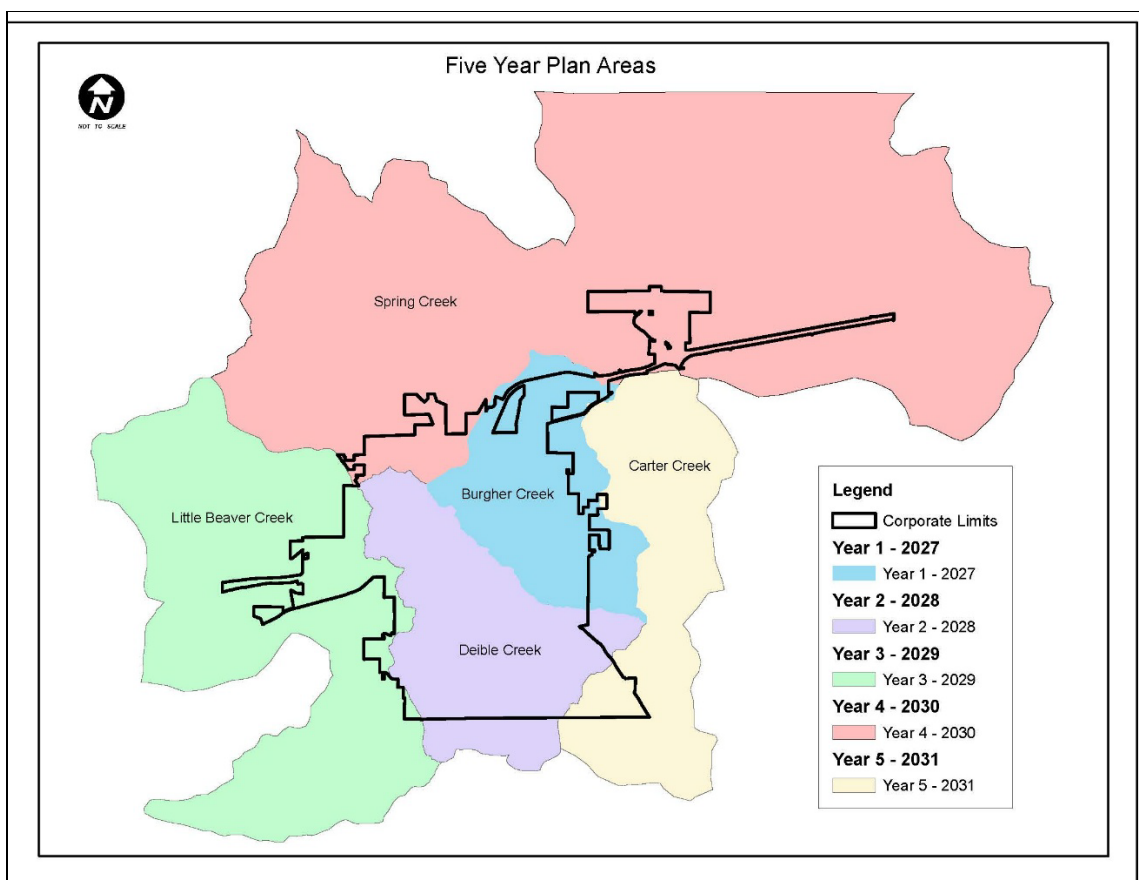 Five Year Plan Areas
N
NOT TO SCALE
Spring Creek
Carter Creek
Burgher Creek
Little Beaver Creek
Deible Creek
Legend
Corporate Limits
Year 1 - 2027
Year 1 - 2027
Year 2 - 2028
Year 2 - 2028
Year 3 - 2029
Year 3 - 2029
Year 4 - 2030
Year 4 - 2030
Year 5 - 2031
Year 5 - 2031